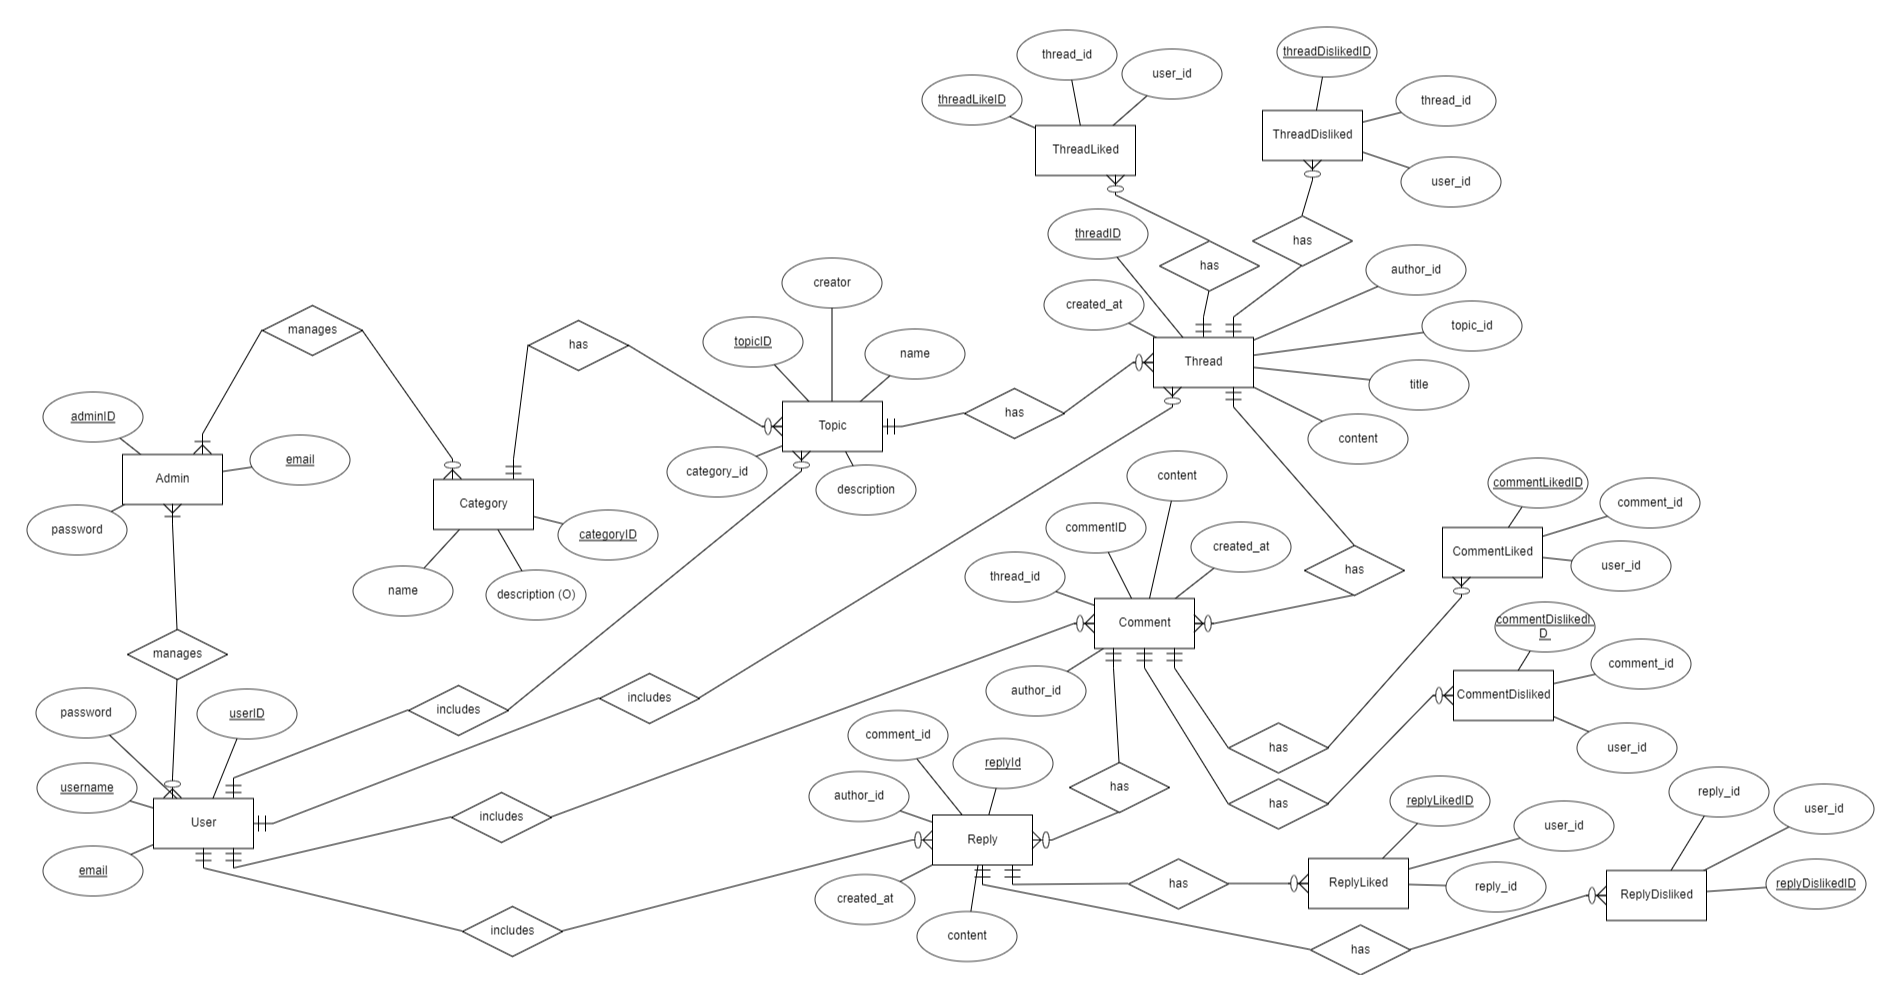 threadDislikedID
thread_id
user_id
threadLikeID
thread_id
ThreadDisliked
ThreadLiked
user_id
threadID
has
has
author_id
creator
created_at
manages
topic_id
has
topicID
name
Thread
title
adminID
has
Topic
content
email
category_id
Admin
description
content
commentLikedID
Category
comment_id
password
commentID
categoryID
created_at
CommentLiked
thread_id
has
user_id
name
description (O)
Comment
commentDislikedI
D
manages
comment_id
author_id
includes
CommentDisliked
password
userID
includes
comment_id
has
user_id
replyId
username
has
reply_id
author_id
has
replyLikedID
user_id
User
includes
user_id
Reply
email
has
ReplyLiked
reply_id
replyDislikedID
created_at
ReplyDisliked
includes
content
has